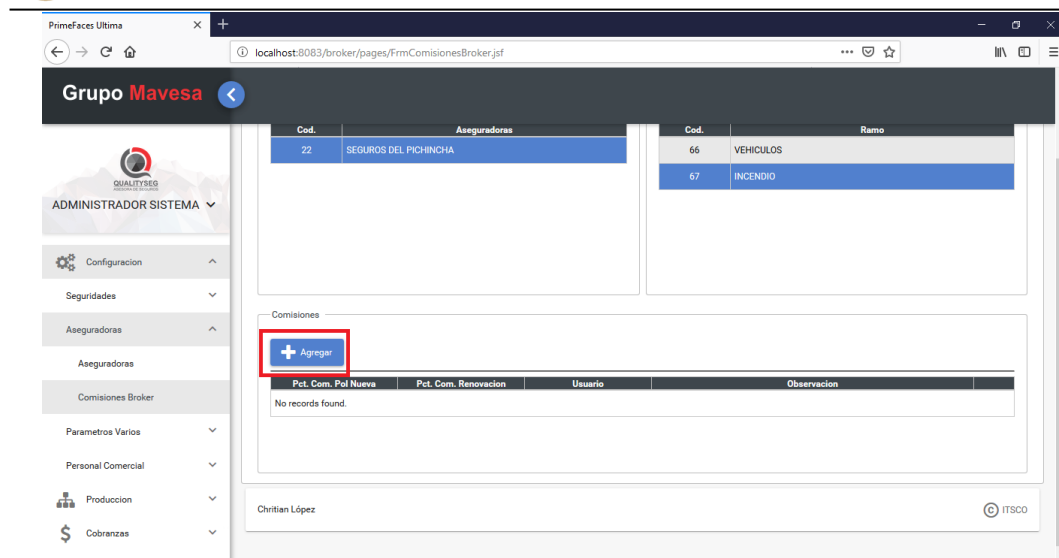 PrimeFaces Ultima
localhost:8083/broker/pages/FrmComisionesBroker.jsf
Grupo Mavesa
QUALITYSEG
ADMINISTRADOR SISTEMA
Configuracion
Seguridades
Aseguradoras
Aseguradoras
Comisiones Broker
Parametros Varios
Personal Comercial
Produccion
Cobranzas
Cod. Aseguradoras
22 SEGUROS DEL PICHINCHA
Cod. Ramo
66 VEHICULOS
67 INCENDIO
Comisiones
Agregar
Pct. Com. Pol Nueva Pct. Com. Renovacion Usuario Observacion
No records found.
Chritian López
C ITSCO